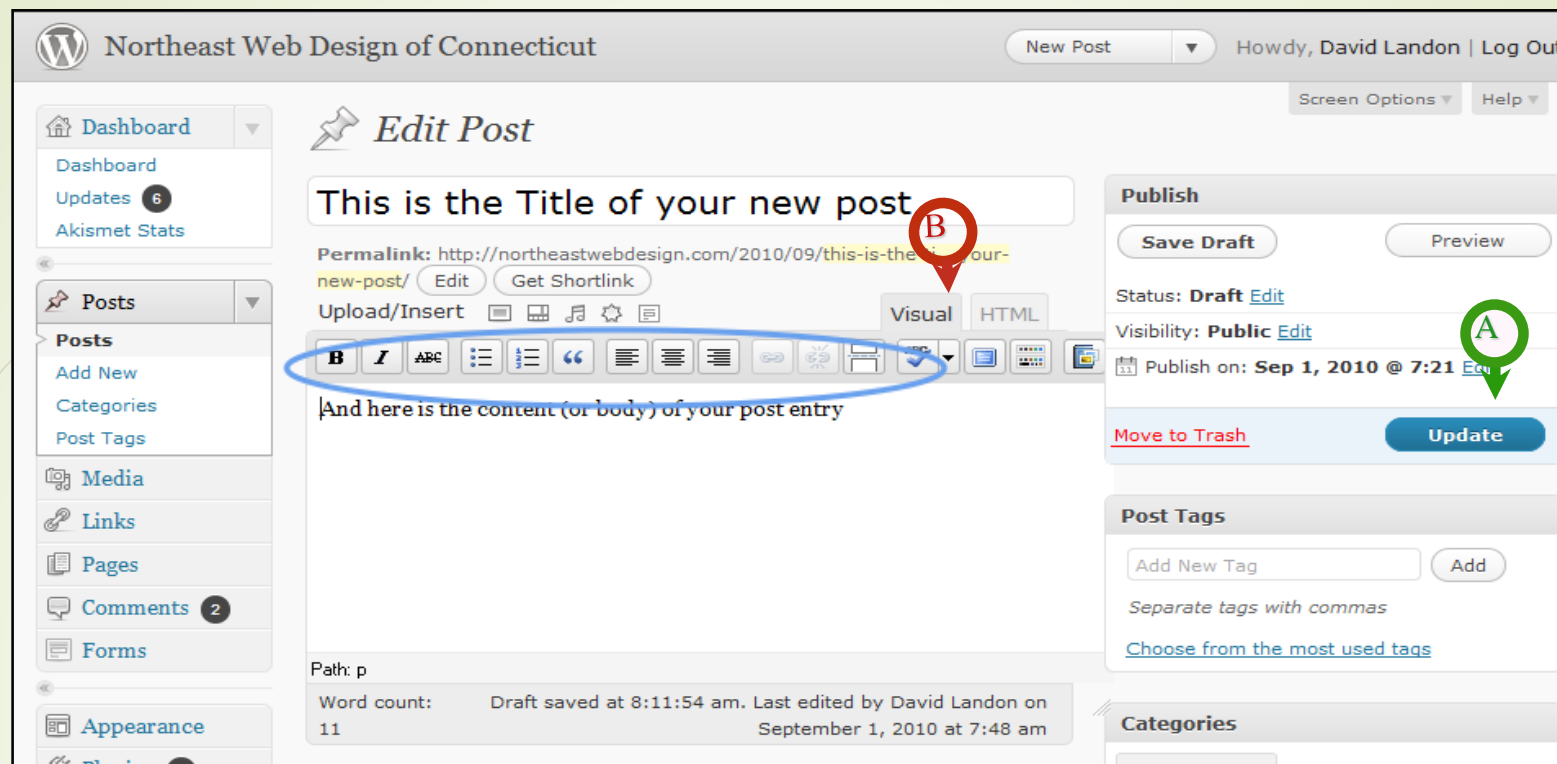 Northeast Web Design of Connecticut
New Post
Howdy, David Landon | Log Out
Screen Options
Help
Dashboard
Dashboard
Updates 6
Akismet Stats
Posts
Posts
Add New
Categories
Post Tags
Media
Links
Pages
Comments 2
Forms
Appearance
Edit Post
This is the Title of your new post
B
Permalink: http://northeastwebdesign.com/2010/09/this-is-the-
new-post/ Edit Get Shortlink
Upload/Insert
Visual
HTML
B I ABC ABC
And here is the content (or body) of your post entry
Path: p
Word count: Draft saved at 8:11:54 am. Last edited by David Landon on
11 September 1, 2010 at 7:48 am
Publish
Save Draft
Preview
Status: Draft Edit
Visibility: Public Edit
A
11 Publish on: Sep 1, 2010 @ 7:21
Move to Trash
Update
Post Tags
Add New Tag
Add
Separate tags with commas
Choose from the most used tags
Categories